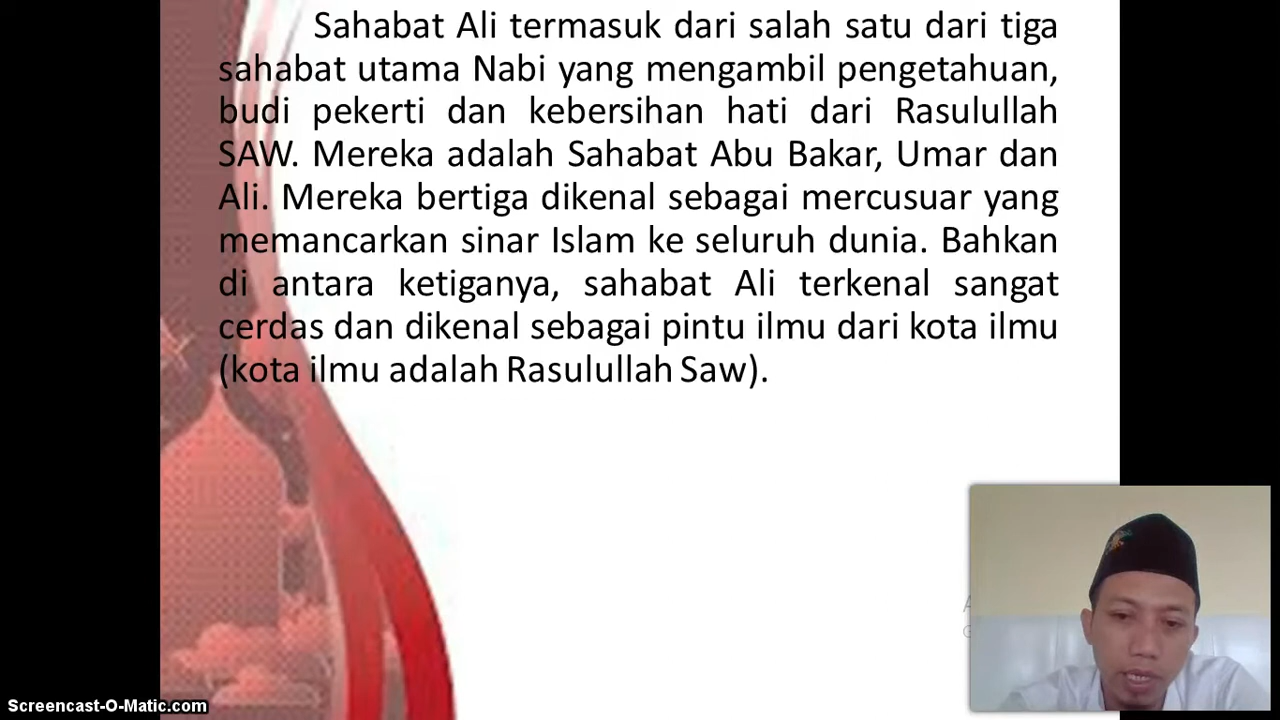 Sahabat Ali termasuk dari salah satu dari tiga
sahabat utama Nabi yang mengambil pengetahuan,
budi pekerti dan kebersihan hati dari Rasulullah
SAW. Mereka adalah Sahabat Abu Bakar, Umar dan
Ali. Mereka bertiga dikenal sebagai mercusuar yang
memancarkan sinar Islam ke seluruh dunia. Bahkan
di antara ketiganya, sahabat Ali terkenal sangat
cerdas dan dikenal sebagai pintu ilmu dari kota ilmu
(kota ilmu adalah Rasulullah Saw).
Screencast-O-Matic.com